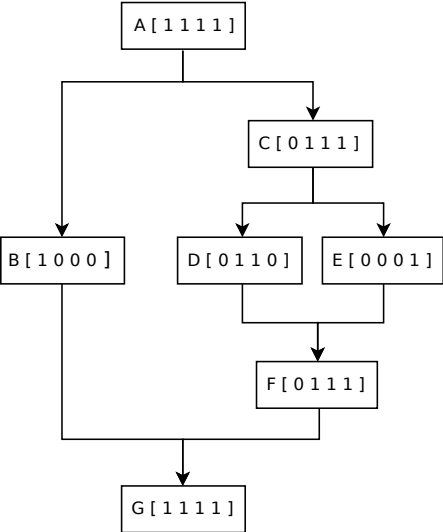 A [ 1 1 1 1 ]
C [ 0 1 1 1 ]
B [ 1 0 0 0 ]
D [ 0 1 1 0 ]
E [ 0 0 0 1 ]
F [ 0 1 1 1 ]
G [ 1 1 1 1 ]